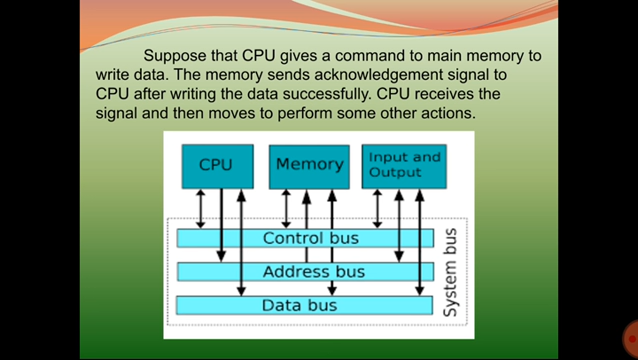 Suppose that CPU gives a command to main memory to
write data. The memory sends acknowledgement signal to
CPU after writing the data successfully. CPU receives the
signal and then moves to perform some other actions.
CPU
Memory
Input and
Output
Control bus
Address bus
Data bus
System bus